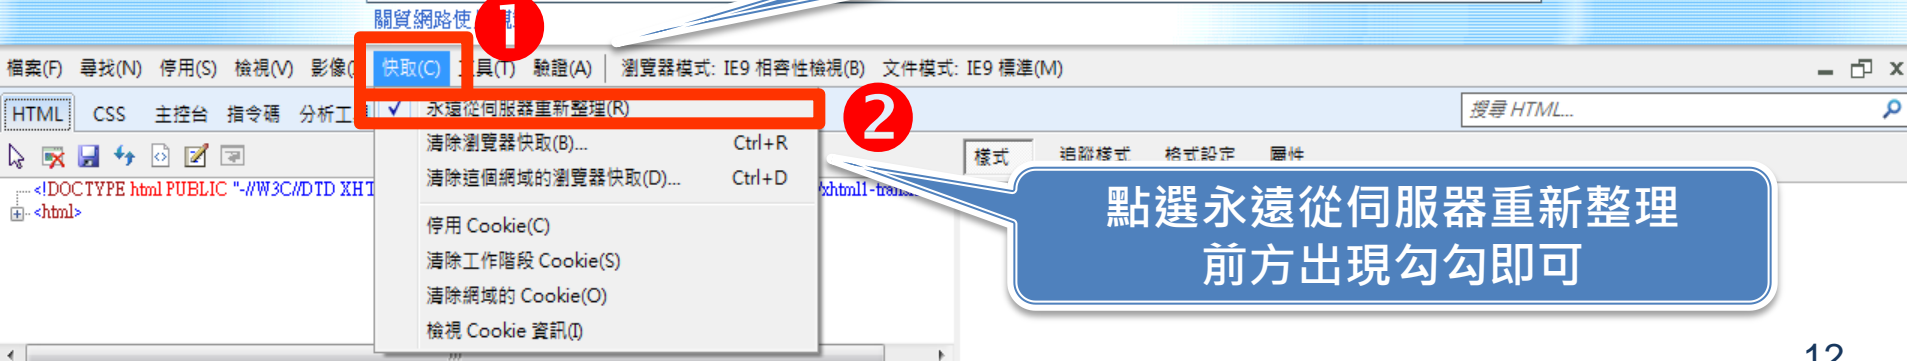 關貿網路使
1
檔案(F) 尋找(N) 停用(S) 檢視(V) 影像( 快取(C) 具(T) 驗證(A) 瀏覽器模式: IE9 相容性檢視(B) 文件模式: IE9 標準(M)
HTML CSS 主控台 指令碼 分析工 搜尋 HTML...
✓ 永遠從伺服器重新整理(R)
2
清除瀏覽器快取(B)... Ctrl+R
清除這個網域的瀏覽器快取(D)... Ctrl+D
停用 Cookie(C)
清除工作階段 Cookie(S)
清除網域的 Cookie(O)
檢視 Cookie 資訊(I)
樣式 追蹤樣式 格式設定 屬性
<!DOCTYPE html PUBLIC "-//W3C//DTD XHT /xhtml1-trans
<html>
點選永遠從伺服器重新整理
前方出現勾勾即可
12